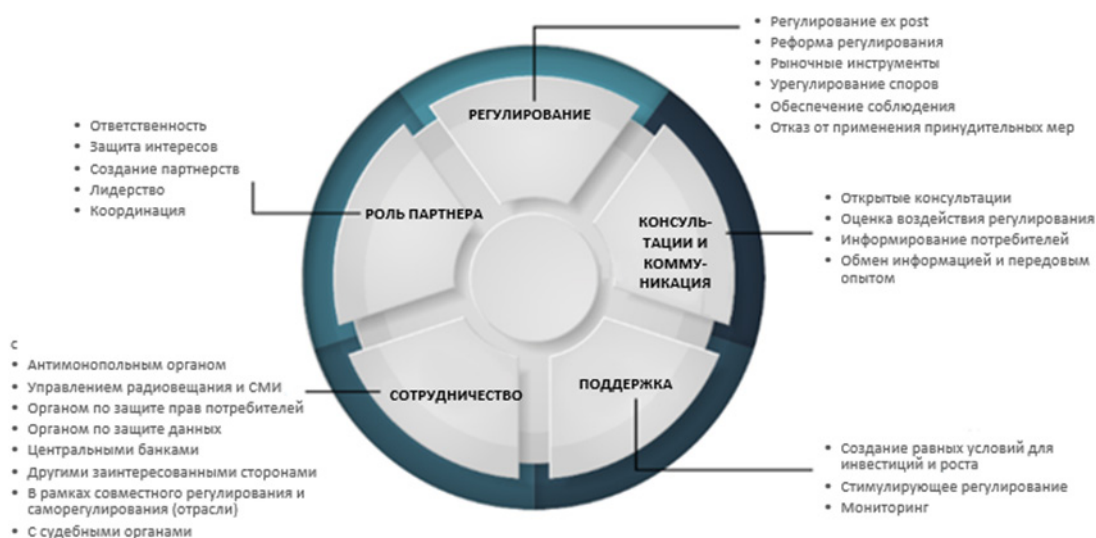 • Регулирование ex post
• Реформа регулирования
• Рыночные инструменты
• Урегулирование споров
• Обеспечение соблюдения
• Отказ от применения принудительных мер
РЕГУЛИРОВАНИЕ
• Ответственность
• Защита интересов
• Создание партнерств
• Лидерство
• Координация
РОЛЬ ПАРТНЕРА
КОНСУЛЬ-
ТАЦИИ И
КОММУ-
НИКАЦИЯ
• Открытые консультации
• Оценка воздействия регулирования
• Информирование потребителей
• Обмен информацией и передовым
опытом
с
• Антимонопольным органом
• Управлением радиовещания и СМИ
• Органом по защите прав потребителей
• Органом по защите данных
• Центральными банками
• Другими заинтересованными сторонами
• В рамках совместного регулирования и
саморегулирования (отрасли)
• С судебными органами
СОТРУДНИЧЕСТВО
ПОДДЕРЖКА
• Создание равных условий для
инвестиций и роста
• Стимулирующее регулирование
• Мониторинг